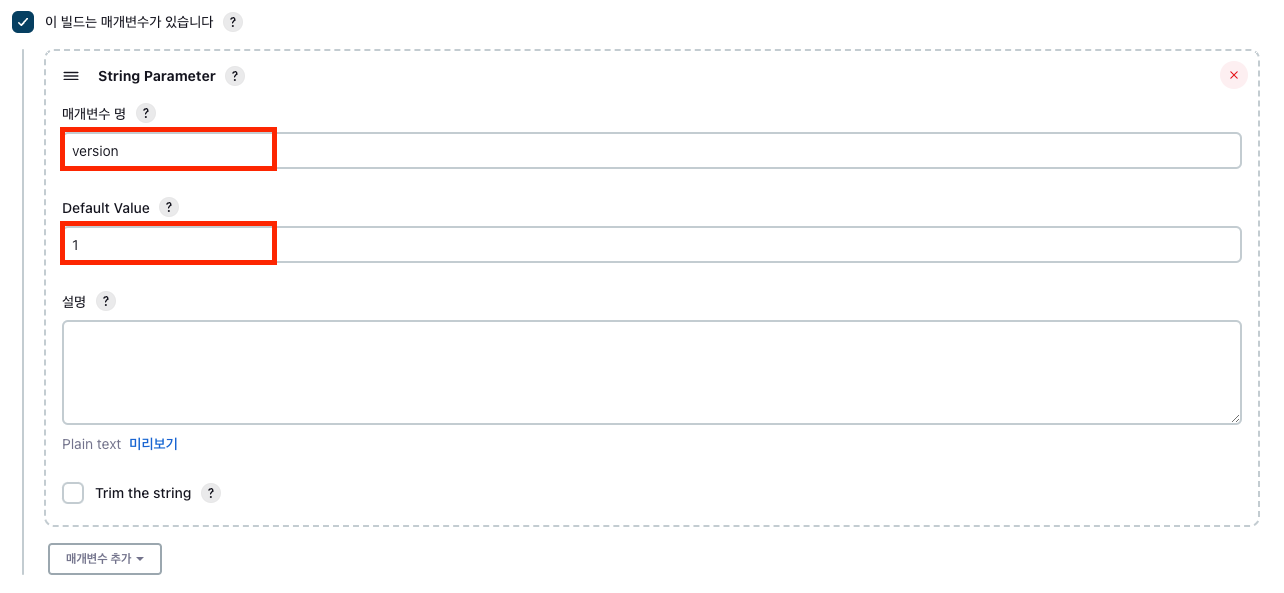 이 빌드는 매개변수가 있습니다 ?
String Parameter ?
매개변수 명 ?
version
Default Value ?
1
설명 ?
Plain text 미리보기
Trim the string ?
매개변수 추가